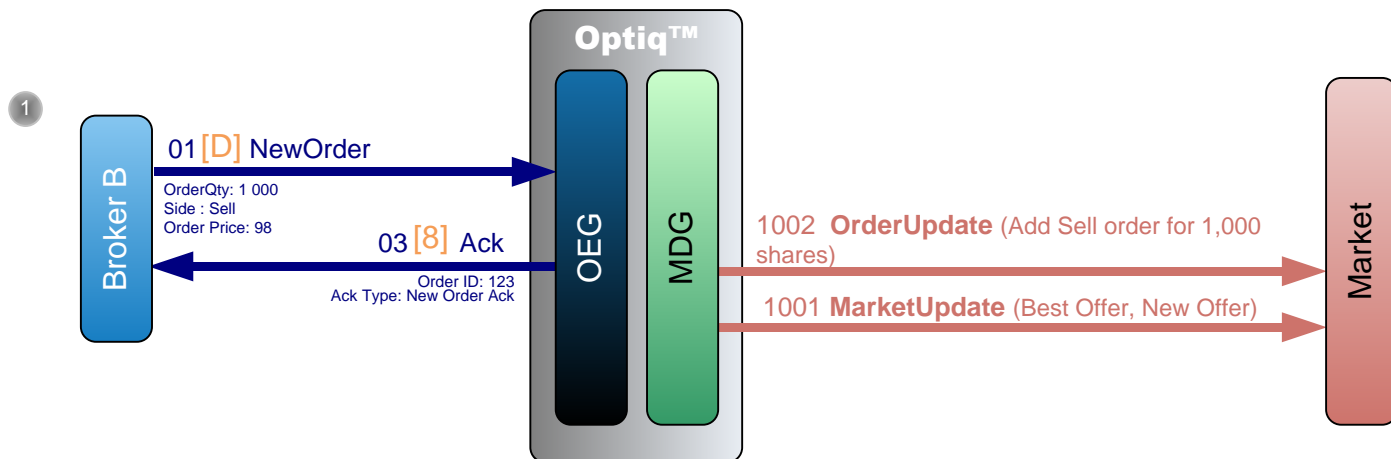 Optiq™
1
Broker B
01 [D] NewOrder
OrderQty: 1 000
Side : Sell
Order Price: 98
03 [8] Ack
Order ID: 123
Ack Type: New Order Ack
OEG
MDG
1002 OrderUpdate (Add Sell order for 1,000
shares)
1001 MarketUpdate (Best Offer, New Offer)
Market